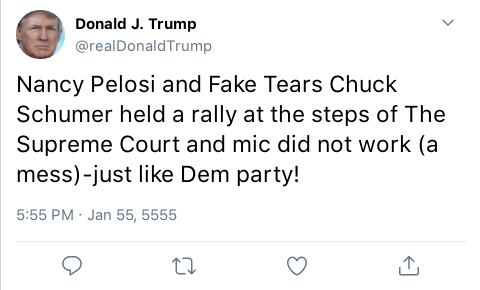 Donald J. Trump
@realDonaldTrump
Nancy Pelosi and Fake Tears Chuck
Schumer held a rally at the steps of The
Supreme Court and mic did not work (a
mess)-just like Dem party!
5:55 PM · Jan 55, 5555